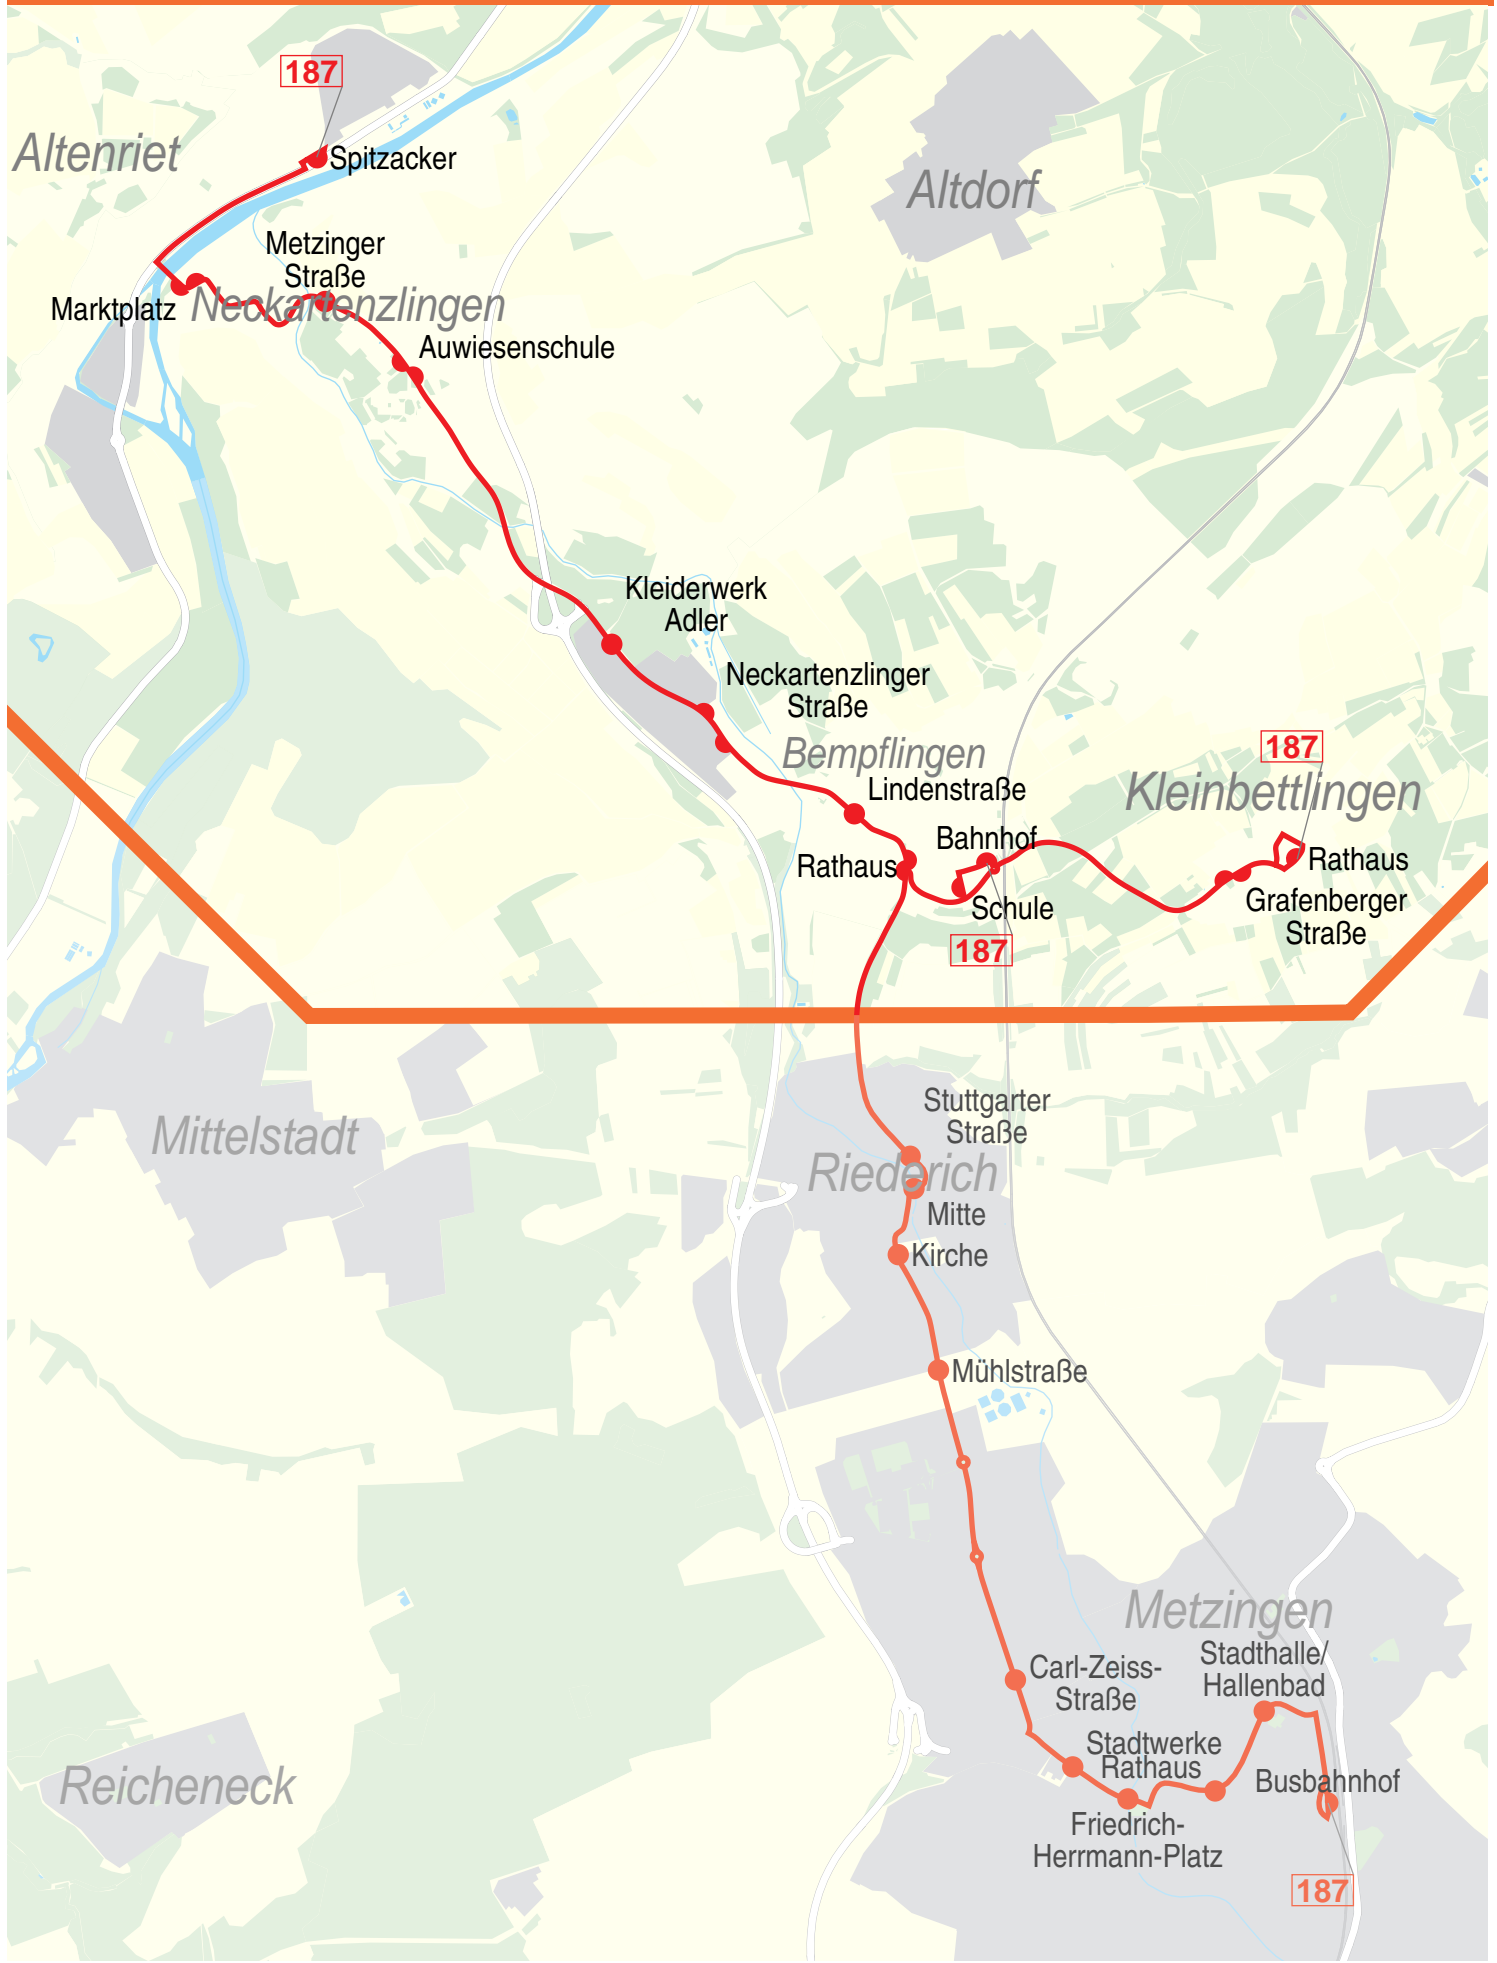 187
Altenriet
Spitzacker
Altdorf
Metzinger
Straße
Marktplatz
Neckartenzlingen
Auwiesenschule
Kleiderwerk
Adler
Neckartenzlinger
Straße
Bempflingen
187
Kleinbettlingen
Lindenstraße
Bahnhof
Rathaus
Rathaus
Schule
Grafenberger
Straße
187
Stuttgarter
Straße
Mittelstadt
Riederich
Mitte
Kirche
Mühlstraße
Metzingen
Stadthalle/
Hallenbad
Carl-Zeiss-
Straße
Stadtwerke
Rathaus
Reicheneck
Busbahnhof
Friedrich-
Herrmann-Platz
187